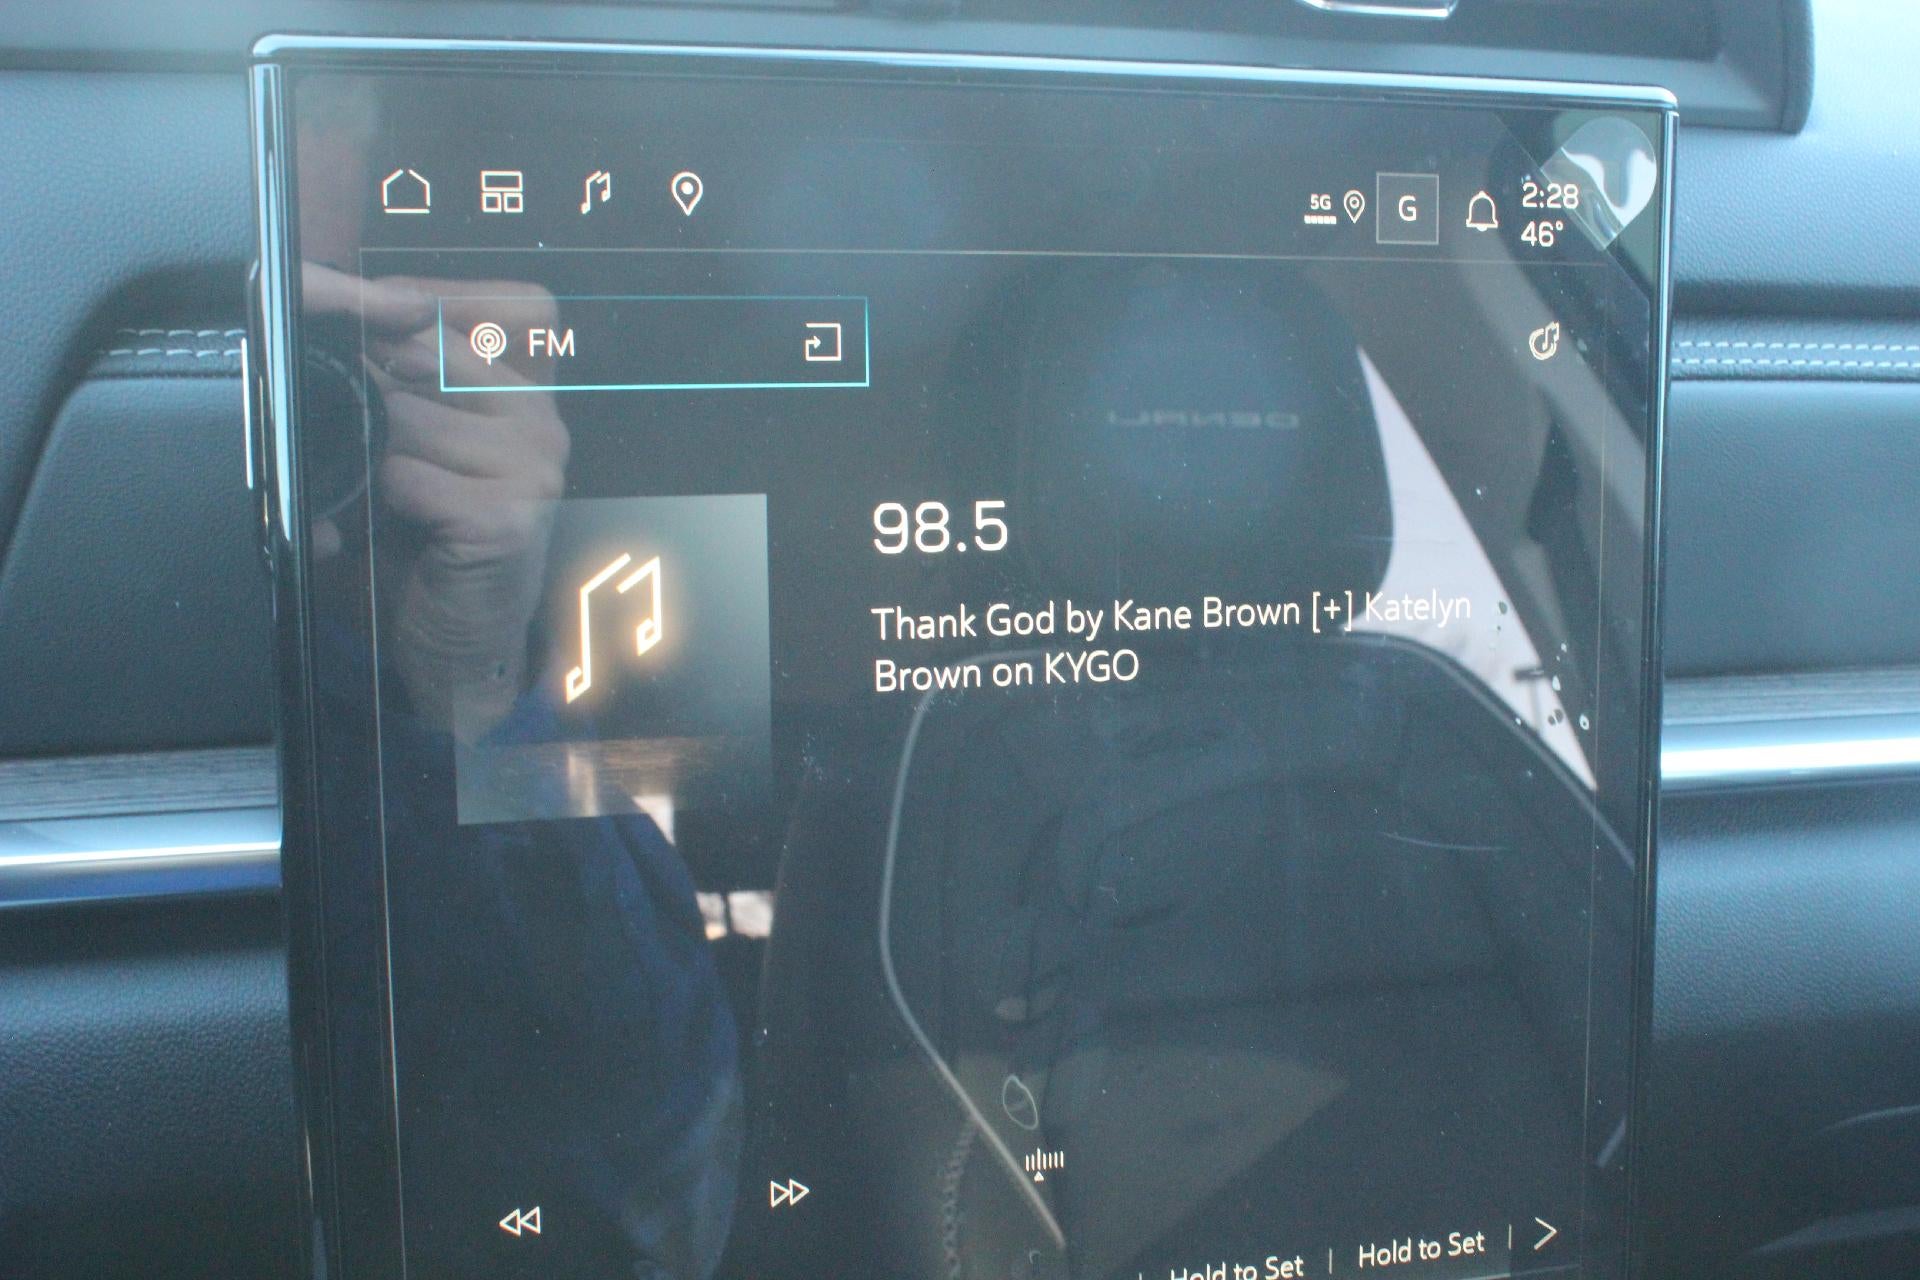 5G
G
2:28
46°
FM
98.5
Thank God by Kane Brown [+] Katelyn
Brown on KYGO
Hold to Set | Hold to Set |
DENALI